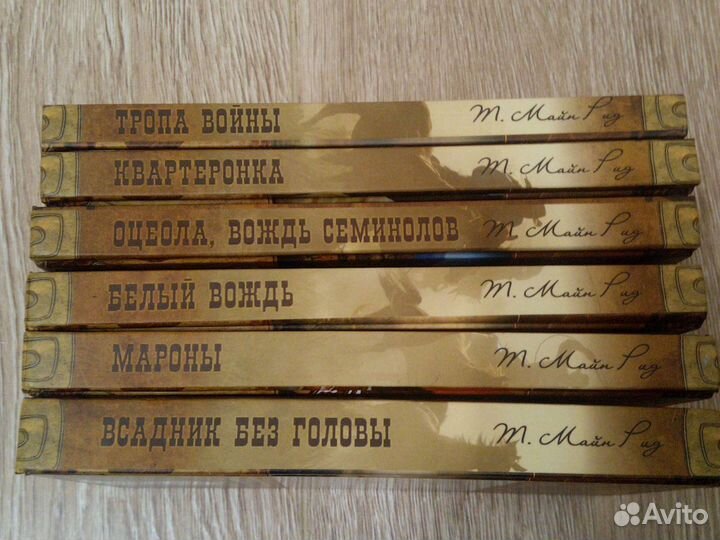 ТРОПА ВОЙНЫ Т. Майн Рид
КВАРТЕРОНКА Т. Майн Рид
ОЦЕОЛА, ВОЖДЬ СЕМИНОЛОВ Т. Майн Рид
БЕЛЫЙ ВОЖДЬ Т. Майн Рид
МАРОНЫ Т. Майн Рид
ВСАДНИК БЕЗ ГОЛОВЫ Т. Майн Рид
Avito